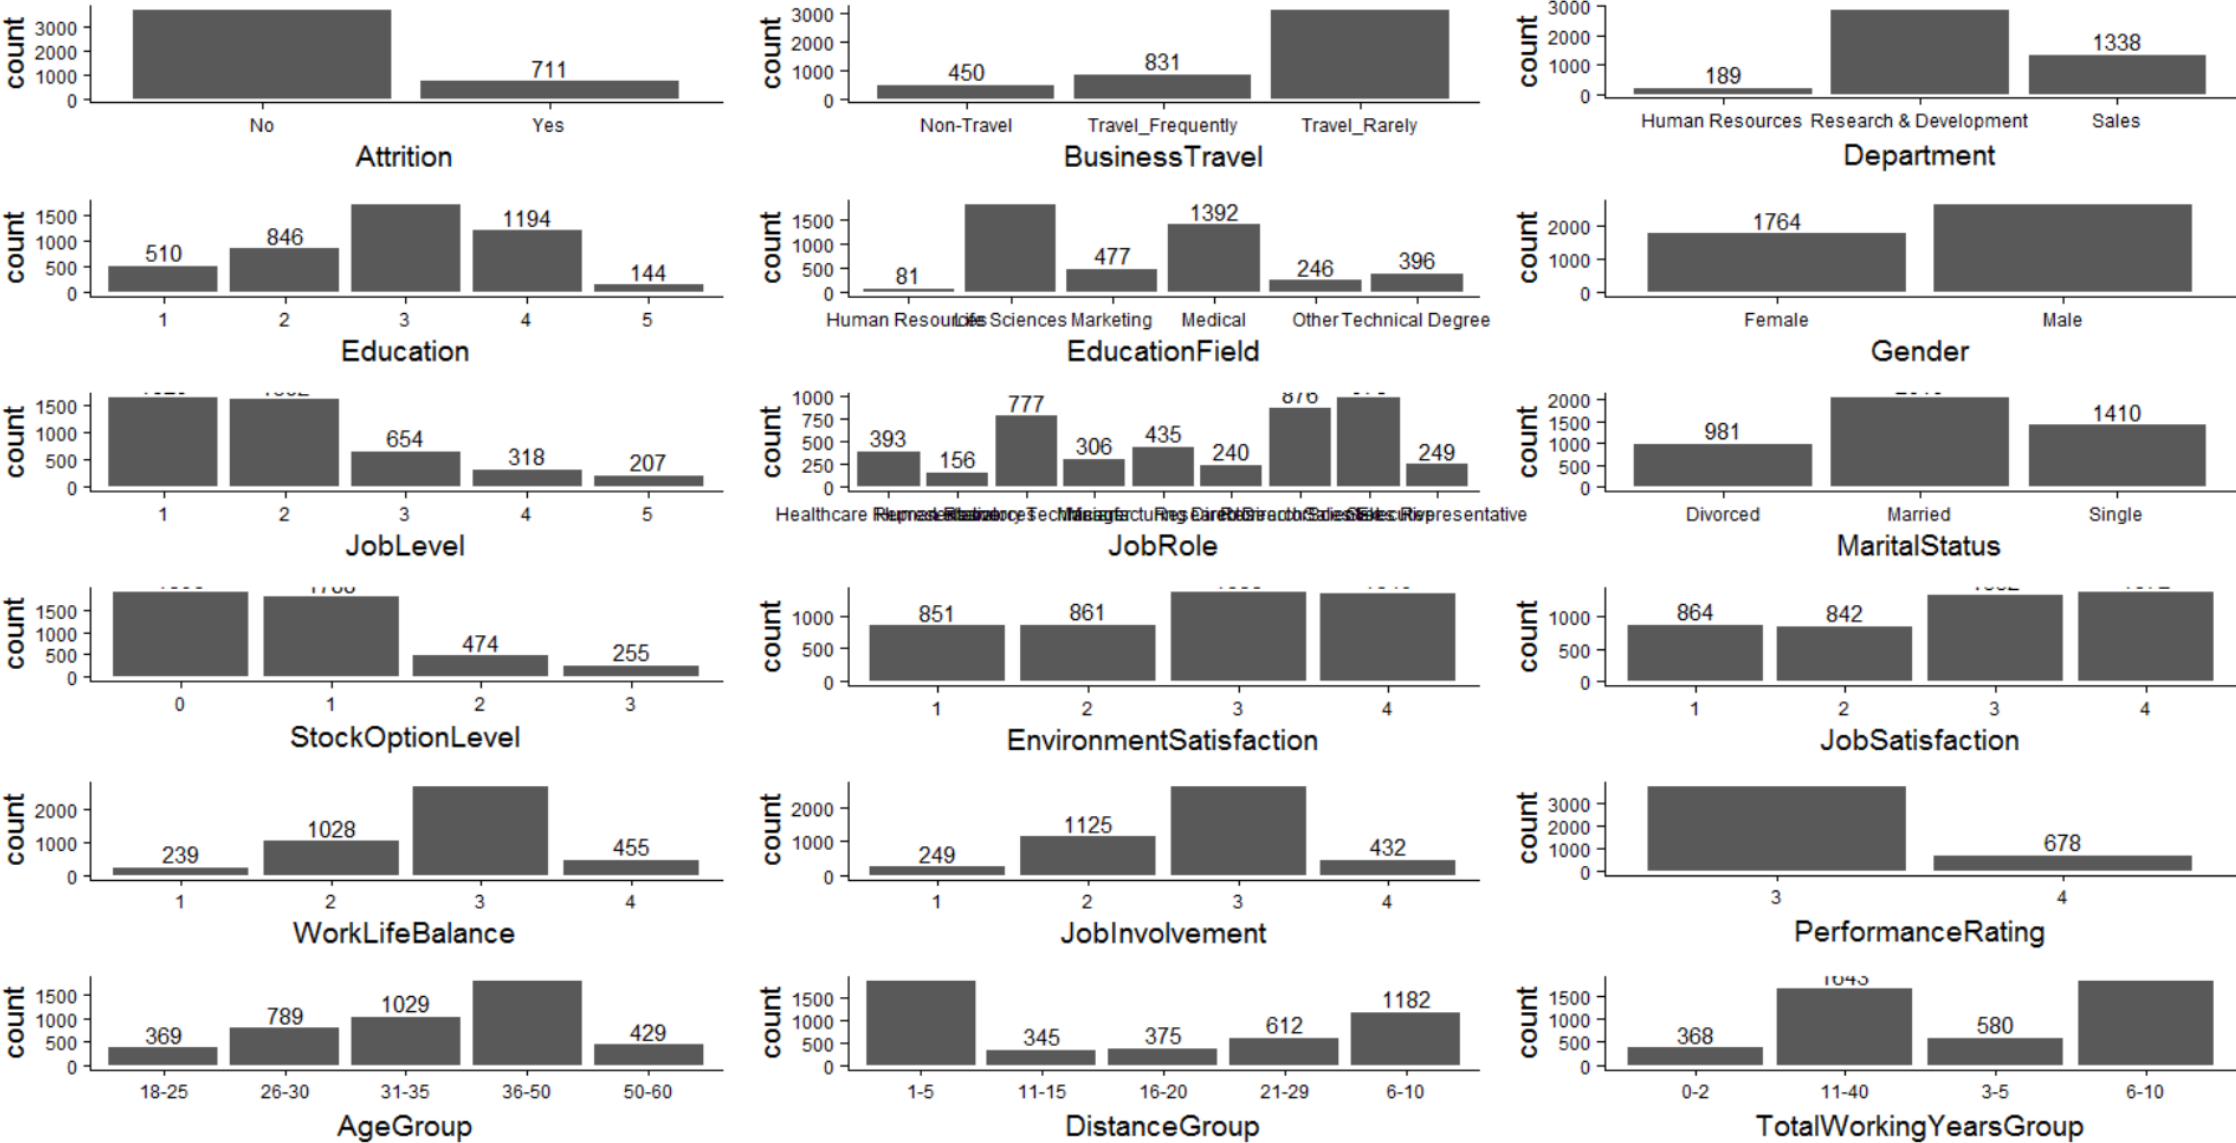 count
3000
2000
1000
0
711
No Yes
Attrition
count
3000
2000
1000
0
450 831
Non-Travel Travel_Frequently Travel_Rarely
BusinessTravel
count
3000
2000
1000
0
189 1338
Human Resources Research & Development Sales
Department
count
1500
1000
500
0
510 846 1194 144
1 2 3 4 5
Education
count
1500
1000
500
0
81 477 1392 246 396
Human Resources Life Sciences Marketing Medical Other Technical Degree
EducationField
count
2000
1000
0
1764
Female Male
Gender
count
1500
1000
500
0
654 318 207
1 2 3 4 5
JobLevel
count
1000
750
500
250
0
393 156 777 306 435 240 876 249
Healthcare Representative
JobRole
count
2000
1500
1000
500
0
981 1410
Divorced Married Single
MaritalStatus
count
1500
1000
500
0
1788 474 255
0 1 2 3
StockOptionLevel
count
1000
500
0
851 861
1 2 3 4
EnvironmentSatisfaction
count
1000
500
0
864 842
1 2 3 4
JobSatisfaction
count
2000
1000
0
239 1028 455
1 2 3 4
WorkLifeBalance
count
2000
1000
0
249 1125 432
1 2 3 4
JobInvolvement
count
3000
2000
1000
0
678
3 4
PerformanceRating
count
1500
1000
500
0
369 789 1029 429
18-25 26-30 31-35 36-50 50-60
AgeGroup
count
1500
1000
500
0
345 375 612 1182
1-5 11-15 16-20 21-29 6-10
DistanceGroup
count
1500
1000
500
0
368 1643 580
0-2 11-40 3-5 6-10
TotalWorkingYearsGroup